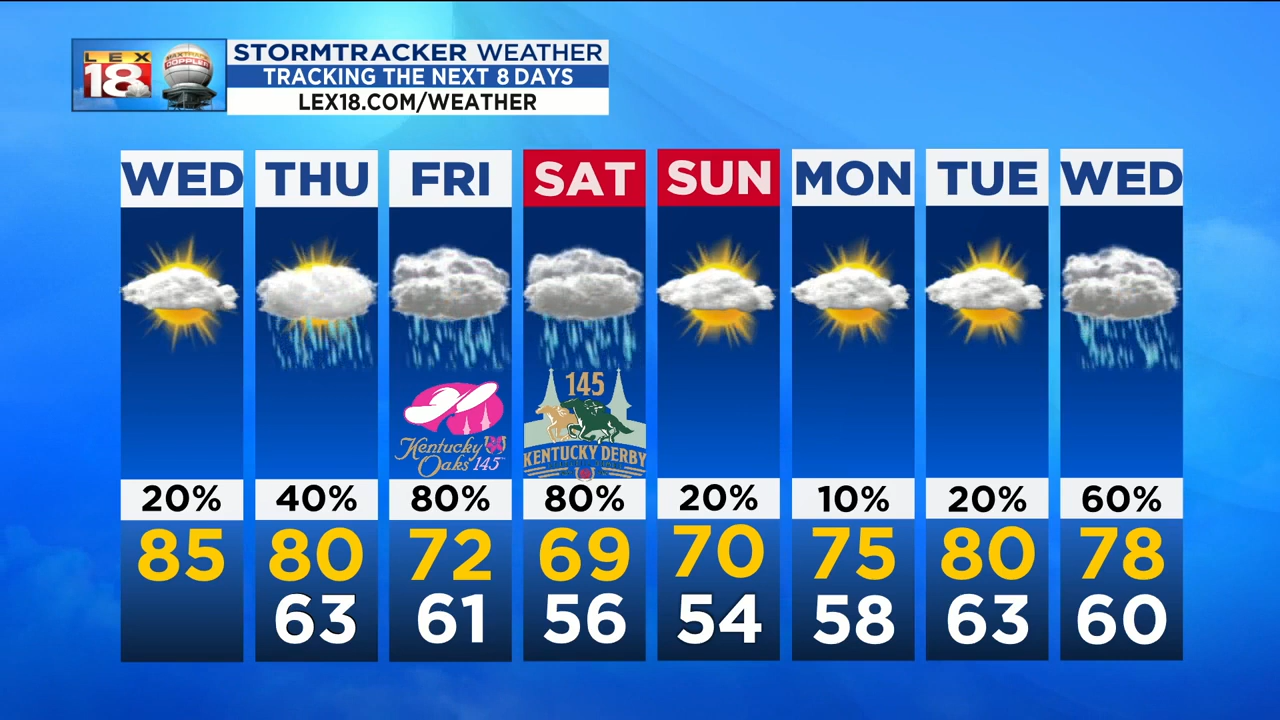 LEX
18
DOPPLER
STORMTRACKER WEATHER
TRACKING THE NEXT 8 DAYS
LEX18.COM/WEATHER
WED THU FRI SAT SUN MON TUE WED
Kentucky
Oaks 145
145
KENTUCKY DERBY
20% 40% 80% 80% 20% 10% 20% 60%
85 80 72 69 70 75 80 78
63 61 56 54 58 63 60